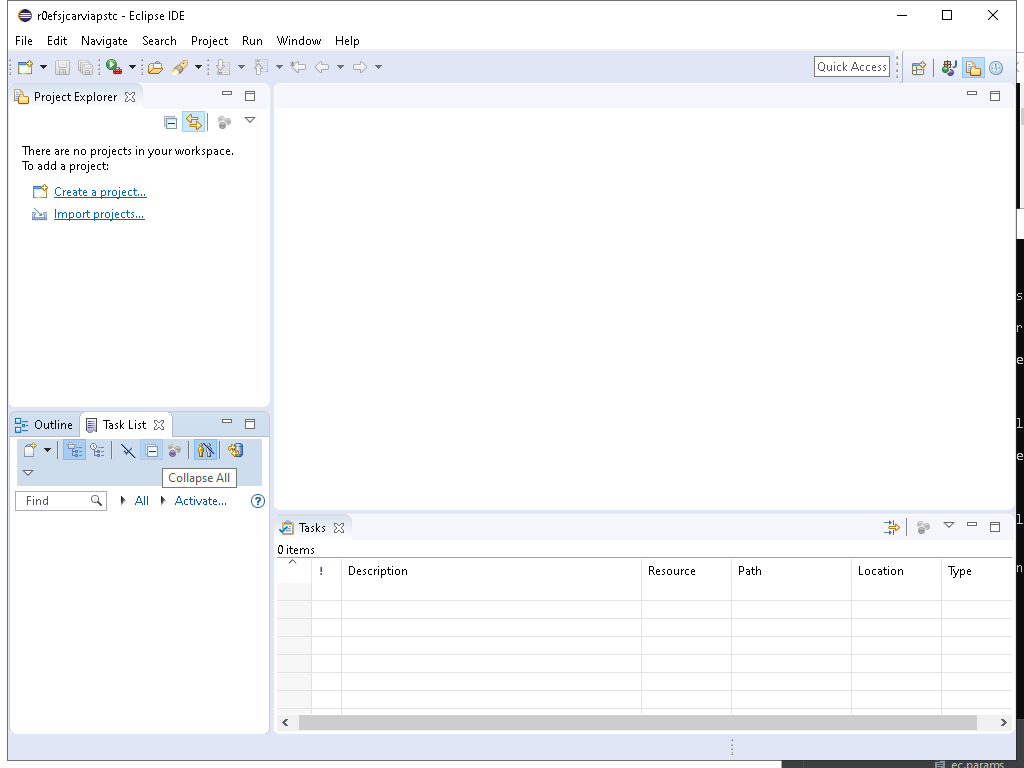 r0efsjcarviapstc - Eclipse IDE
File Edit Navigate Search Project Run Window Help
Quick Access
Project Explorer
There are no projects in your workspace.
To add a project:
Create a project...
Import projects...
Outline Task List
Collapse All
Find All Activate...
Tasks
0 items
! Description Resource Path Location Type
ec.params